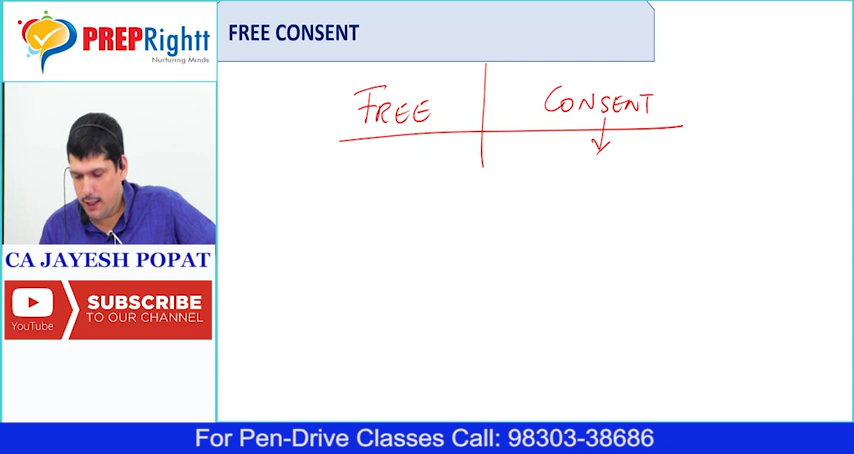 PREPRightt
Nurturing Minds
FREE CONSENT
FREE CONSENT
CA JAYESH POPAT
YouTube
SUBSCRIBE
TO OUR CHANNEL
For Pen-Drive Classes Call: 98303-38686